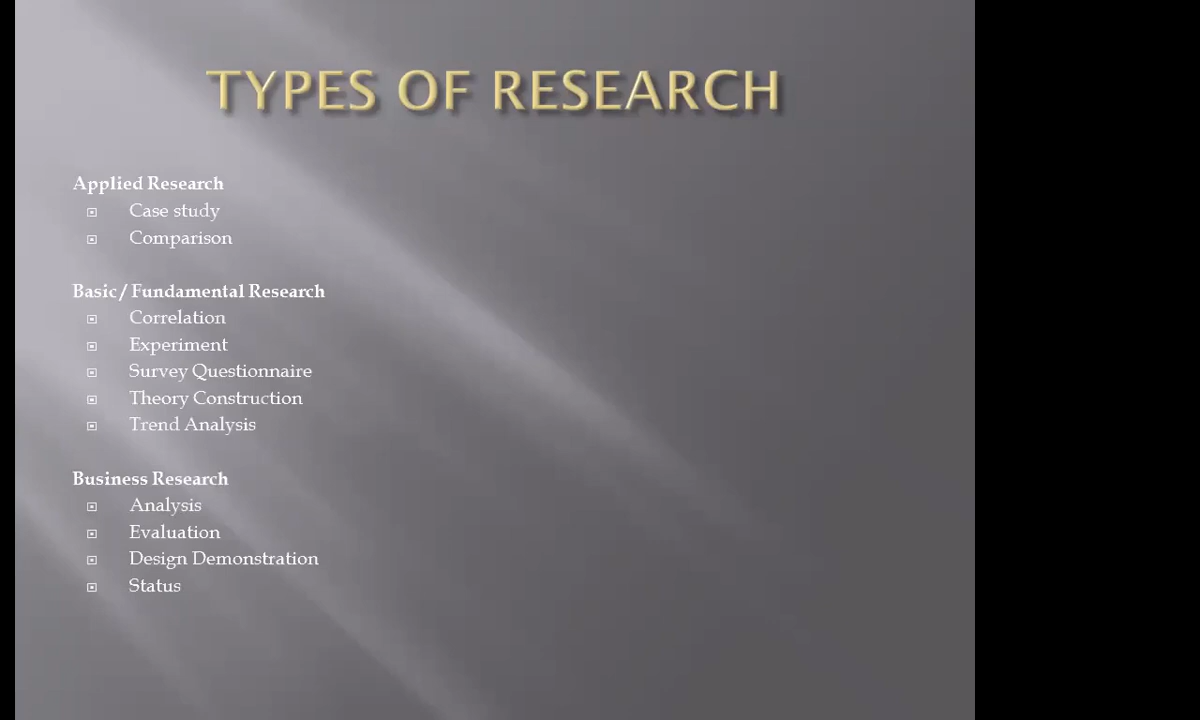 TYPES OF RESEARCH
Applied Research
Case study
Comparison
Basic / Fundamental Research
Correlation
Experiment
Survey Questionnaire
Theory Construction
Trend Analysis
Business Research
Analysis
Evaluation
Design Demonstration
Status